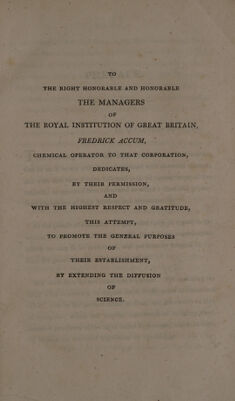 TO
THE RIGHT HONORABLE AND HONORABLE
THE MANAGERS
OF
THE ROYAL INSTITUTION OF GREAT BRITAIN,
FREDRICK ACCUM,
CHEMICAL OPERATOR TO THAT CORPORATION,
DEDICATES,
BY THEIR PERMISSION,
AND
WITH THE HIGHEST RESPECT AND GRATITUDE,
THIS ATTEMPT,
TO PROMOTE THE GENERAL PURPOSES
OF
THEIR ESTABLISHMENT,
BY EXTENDING THE DIFFUSION
OF
SCIENCE.